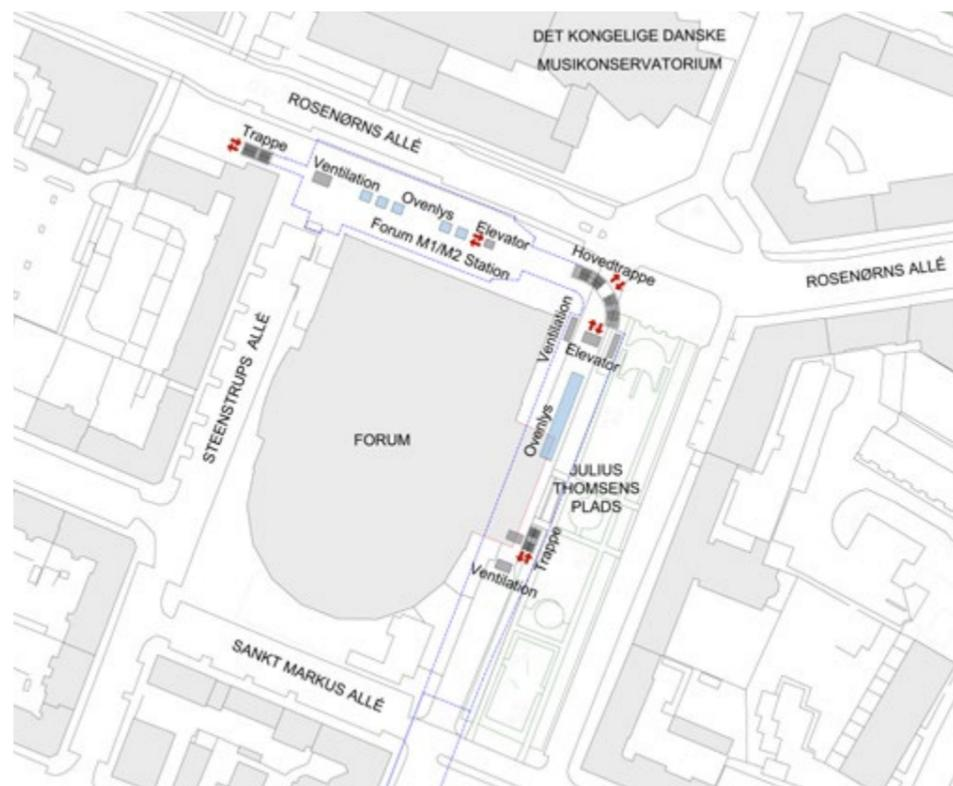 DET KONGELIGE DANSKE
MUSIKONSERVATORIUM
ROSENØRNS ALLÉ
Trappe
Ventilation
Ovenlys
Elevator
Forum M1/M2 Station
Hovedtrappe
ROSENØRNS ALLÉ
Ventilation
Elevator
STEENSTRUPS ALLÉ
Ovenlys
FORUM
JULIUS
THOMSENS
PLADS
Trappe
Ventilation
SANKT MARKUS ALLÉ